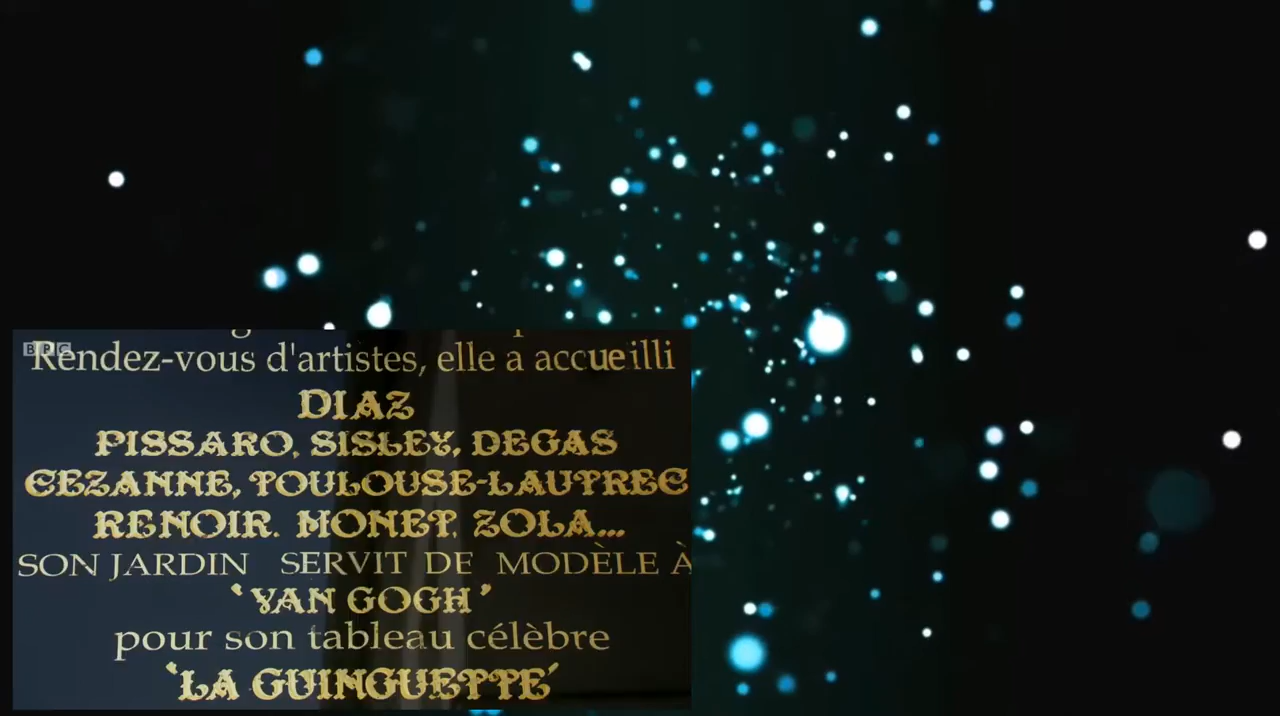 BBC
Rendez-vous d'artistes, elle a accueilli
DIAZ
PISSARO, SISLEY, DEGAS
CEZANNE, TOULOUSE-LAUTREC
RENOIR. MONET, ZOLA...
SON JARDIN SERVIT DE MODÈLE À
'VAN GOGH'
pour son tableau célèbre
'LA GUINGUETTE'